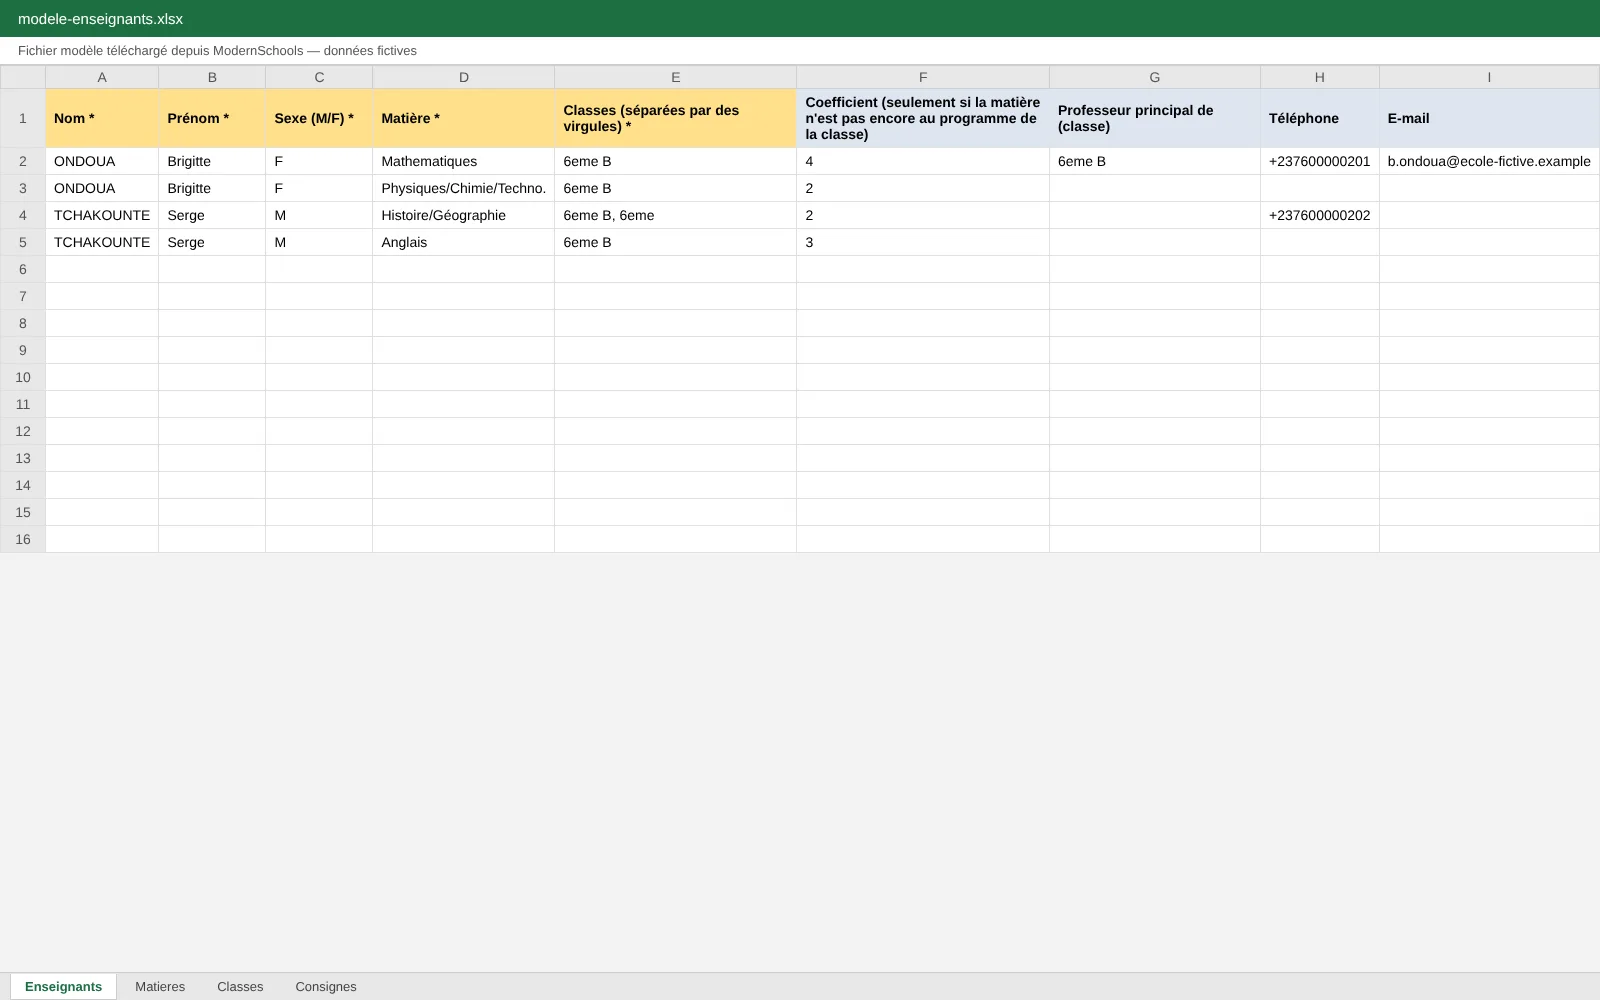 modele-enseignants.xlsx
Fichier modèle téléchargé depuis ModernSchools — données fictives
A B C D E F G H I
1 Nom * Prénom * Sexe (M/F) * Matière * Classes (séparées par des virgules) * Coefficient (seulement si la matière n'est pas encore au programme de la classe) Professeur principal de (classe) Téléphone E-mail
2 ONDOUA Brigitte F Mathematiques 6eme B 4 6eme B +237600000201 b.ondoua@ecole-fictive.example
3 ONDOUA Brigitte F Physiques/Chimie/Techno. 6eme B 2
4 TCHAKOUNTE Serge M Histoire/Géographie 6eme B, 6eme 2 +237600000202
5 TCHAKOUNTE Serge M Anglais 6eme B 3
6
7
8
9
10
11
12
13
14
15
16
Enseignants Matieres Classes Consignes